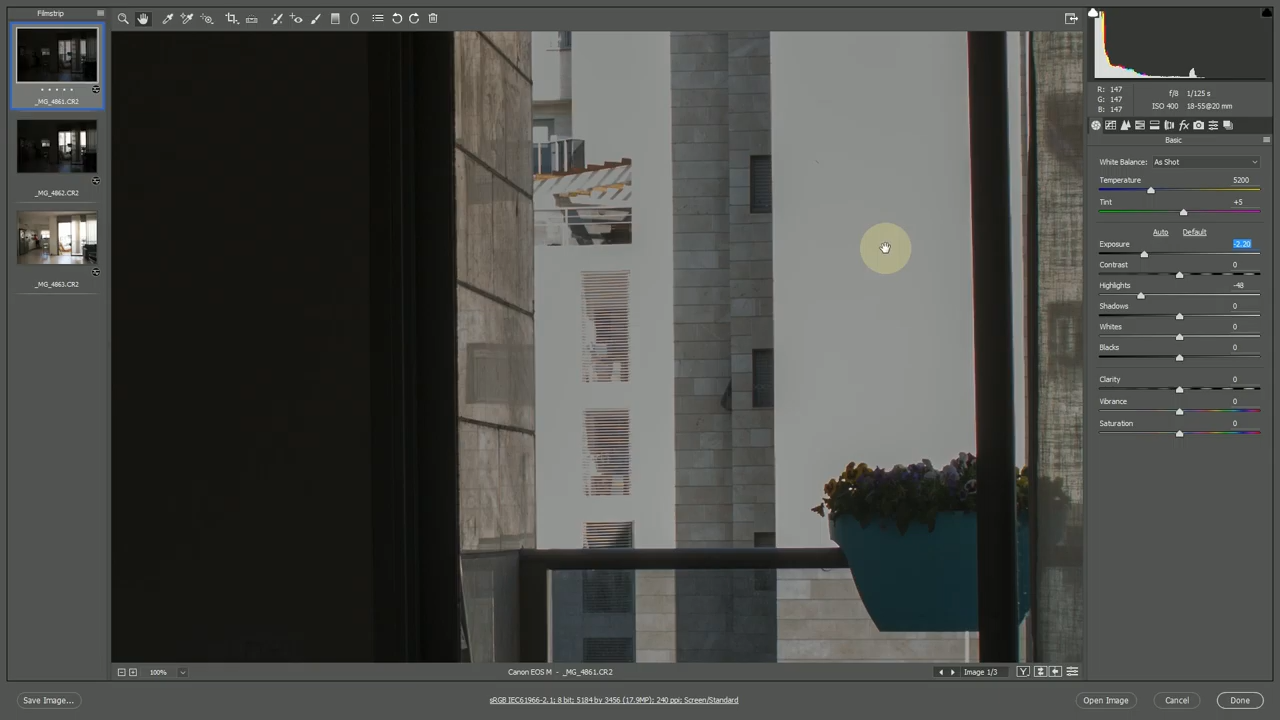 Filmstrip
_MG_4861.CR2
_MG_4862.CR2
_MG_4863.CR2
R: 147
G: 147
B: 147
f/8 1/125 s
ISO 400 18-55@20 mm
Basic
White Balance: As Shot
Temperature 5200
Tint +5
Auto Default
Exposure -2.20
Contrast 0
Highlights -48
Shadows 0
Whites 0
Blacks 0
Clarity 0
Vibrance 0
Saturation 0
100%
Canon EOS M - _MG_4861.CR2
Image 1/3
Save Image...
sRGB IEC61966-2.1; 8 bit; 5184 by 3456 (17.9MP); 240 ppi; Screen/Standard
Open Image
Cancel
Done